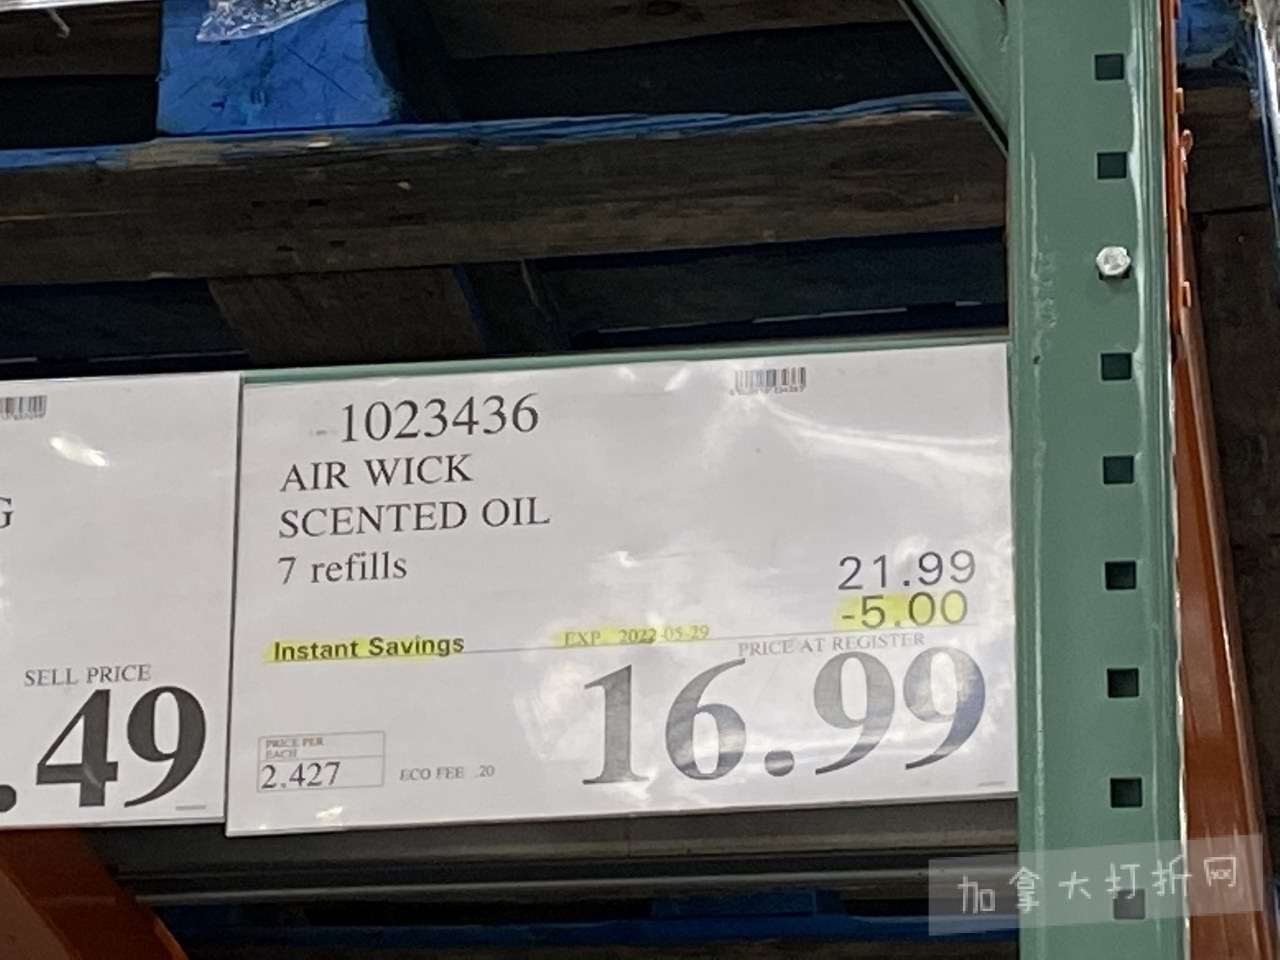 G
SELL PRICE
.49
- 1023436
AIR WICK
SCENTED OIL
7 refills
21.99
-5.00
Instant Savings
EXP 2022-05-29
PRICE AT REGISTER
16.99
PRICE PER
EACH
2.427
ECO FEE .20
加拿大打折网